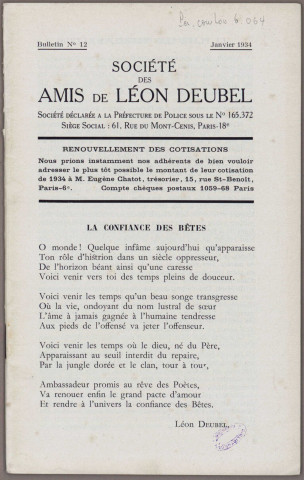 Bulletin N° 12 Janvier 1934
SOCIÉTÉ
DES
AMIS DE LÉON DEUBEL
SOCIÉTÉ DÉCLARÉE A LA PRÉFECTURE DE POLICE SOUS LE N° 165.372
SIÈGE SOCIAL : 61, RUE DU MONT-CENIS, PARIS-18e
RENOUVELLEMENT DES COTISATIONS
Nous prions instamment nos adhérents de bien vouloir
adresser le plus tôt possible le montant de leur cotisation
de 1934 à M. Eugène Chatot, trésorier, 15, rue St-Benoît,
Paris-6e. Compte chèques postaux 1059-68 Paris
LA CONFIANCE DES BÊTES
O monde ! Quelque infâme aujourd'hui qu'apparaisse
Ton rôle d'histrion dans un siècle oppresseur,
De l'horizon béant ainsi qu'une caresse
Voici venir vers toi des temps pleins de douceur.
Voici venir les temps qu'un beau songe transgresse
Où la vie, ondoyant du nom lustral de sœur
L'âme à jamais gagnée à l'humaine tendresse
Aux pieds de l'offensé va jeter l'offenseur.
Voici venir les temps où le dieu, né du Père,
Apparaissant au seuil interdit du repaire,
Par la jungle dorée et le clan, tour à tour,
Ambassadeur promis au rêve des Poètes,
Va renouer enfin le grand pacte d'amour
Et rendre à l'univers la confiance des Bêtes.
Léon DEUBEL.